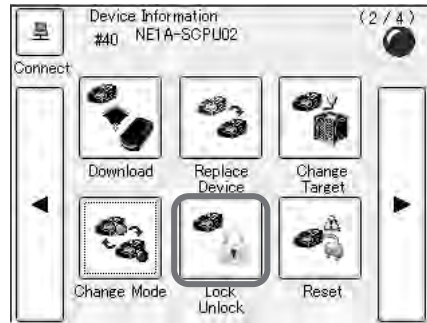 Device Information
(2/4)
#40 NE1A-SCPU02
Connect
Download
Replace
Device
Change
Target
Change Mode
Lock
Unlock
Reset